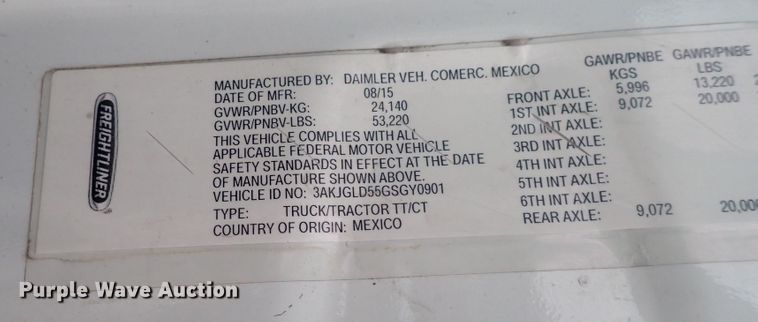 FREIGHTLINER
MANUFACTURED BY: DAIMLER VEH. COMERC. MEXICO
DATE OF MFR: 08/15
GVWR/PNBV-KG: 24,140
GVWR/PNBV-LBS: 53,220
THIS VEHICLE COMPLIES WITH ALL
APPLICABLE FEDERAL MOTOR VEHICLE
SAFETY STANDARDS IN EFFECT AT THE DATE
OF MANUFACTURE SHOWN ABOVE.
VEHICLE ID NO: 3AKJGLD55GSGY0901
TYPE: TRUCK/TRACTOR TT/CT
COUNTRY OF ORIGIN: MEXICO
GAWR/PNBE GAWR/PNBE
KGS LBS
FRONT AXLE: 5,996 13,220
1ST INT AXLE: 9,072 20,000
2ND INT AXLE:
3RD INT AXLE:
4TH INT AXLE:
5TH INT AXLE:
6TH INT AXLE:
REAR AXLE: 9,072 20,000
Purple Wave Auction